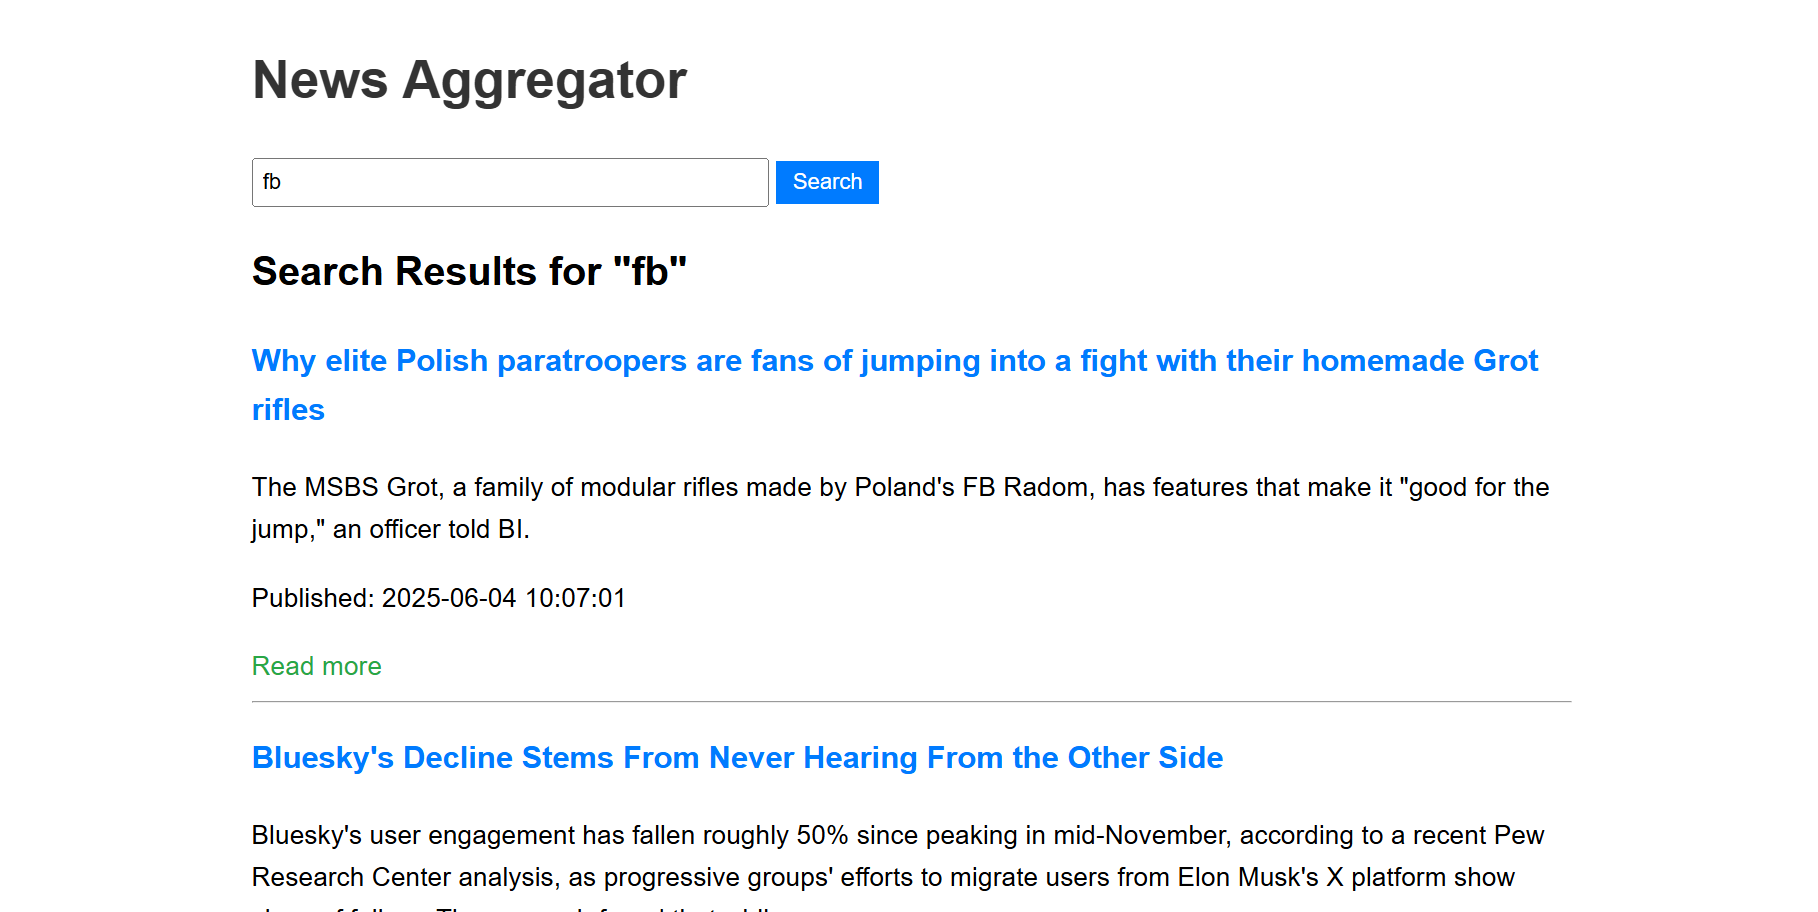 News Aggregator
fb
Search
Search Results for "fb"
Why elite Polish paratroopers are fans of jumping into a fight with their homemade Grot
rifles
The MSBS Grot, a family of modular rifles made by Poland's FB Radom, has features that make it "good for the
jump," an officer told BI.
Published: 2025-06-04 10:07:01
Read more
Bluesky's Decline Stems From Never Hearing From the Other Side
Bluesky's user engagement has fallen roughly 50% since peaking in mid-November, according to a recent Pew
Research Center analysis, as progressive groups' efforts to migrate users from Elon Musk's X platform show